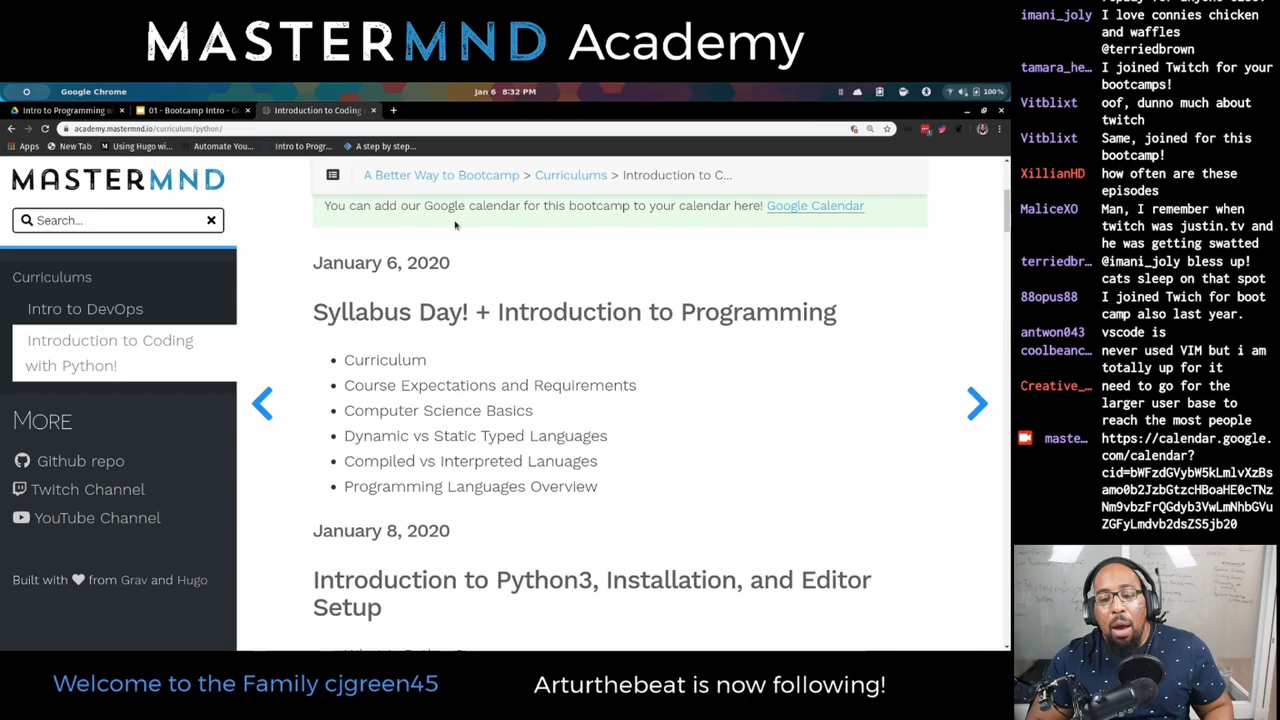 MASTERMND Academy
Google Chrome
Jan 6 8:32 PM
100%
Intro to Programming w
01 - Bootcamp Intro - G
Introduction to Coding
academy.mastermnd.io/curriculum/python/
Apps
New Tab
Using Hugo wi...
Automate You...
Intro to Progr...
A step by step...
MASTERMND
Search...
Curriculums
Intro to DevOps
Introduction to Coding
with Python!
MORE
Github repo
Twitch Channel
YouTube Channel
Built with from Grav and Hugo
A Better Way to Bootcamp > Curriculums > Introduction to C...
You can add our Google calendar for this bootcamp to your calendar here! Google Calendar
January 6, 2020
Syllabus Day! + Introduction to Programming
• Curriculum
• Course Expectations and Requirements
• Computer Science Basics
• Dynamic vs Static Typed Languages
• Compiled vs Interpreted Lanuages
• Programming Languages Overview
January 8, 2020
Introduction to Python3, Installation, and Editor
Setup
imani_joly I love connies chicken
and waffles
@terriedbrown
tamara_he... I joined Twitch for your
bootcamps!
Vitblixt oof, dunno much about
twitch
Vitblixt Same, joined for this
bootcamp!
XillianHD how often are these
episodes
MaliceXO Man, I remember when
twitch was justin.tv and
he was getting swatted
terriedbr... @imani_joly bless up!
cats sleep on that spot
88opus88 I joined Twich for boot
camp also last year.
antwon043 vscode is
coolbeanc... never used VIM but i am
totally up for it
Creative_... need to go for the
larger user base to
reach the most people
maste... https://calendar.google.
com/calendar?
Welcome to the Family cjgreen45
Arturthebeat is now following!